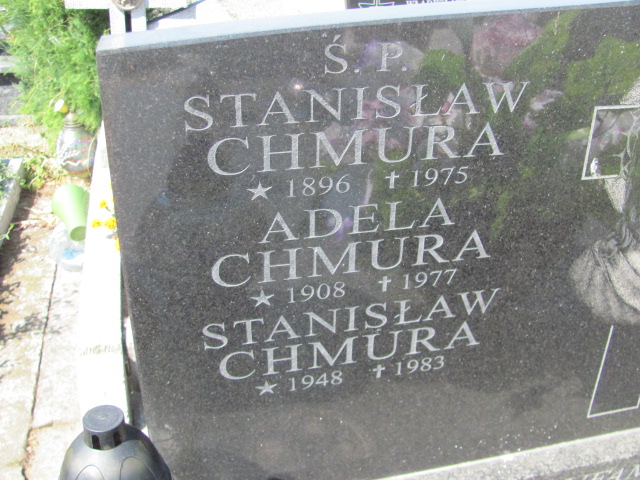 Ś. P.
STANISŁAW
CHMURA
★ 1896 ✝ 1975
ADELA
CHMURA
★ 1908 ✝ 1977
STANISŁAW
CHMURA
★ 1948 ✝ 1983